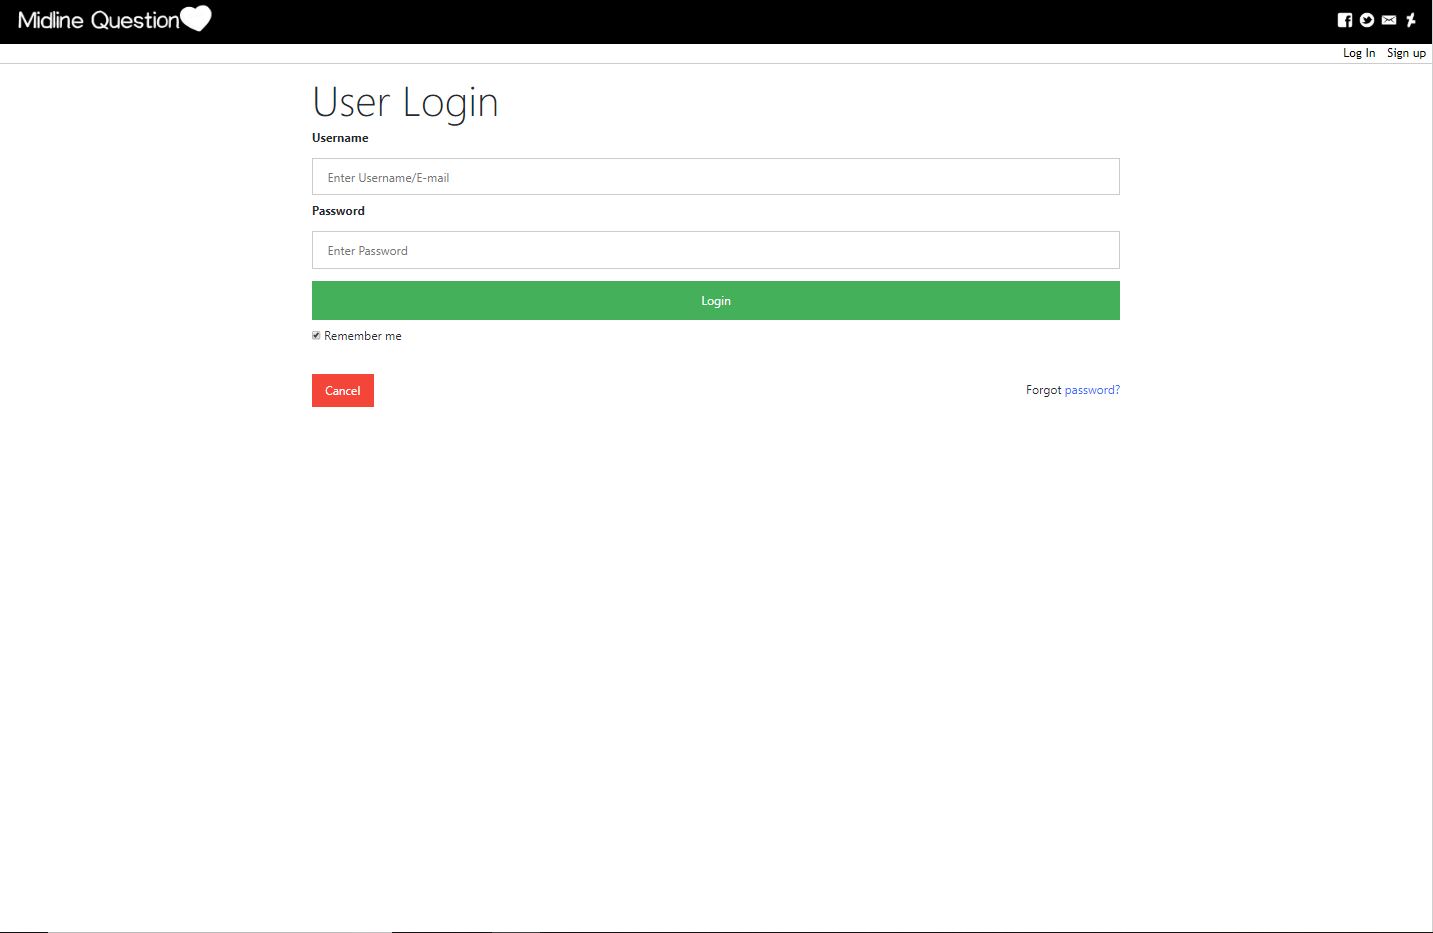 Midline Question
Log In Sign up
User Login
Username
Enter Username/E-mail
Password
Enter Password
Login
Remember me
Cancel
Forgot password?